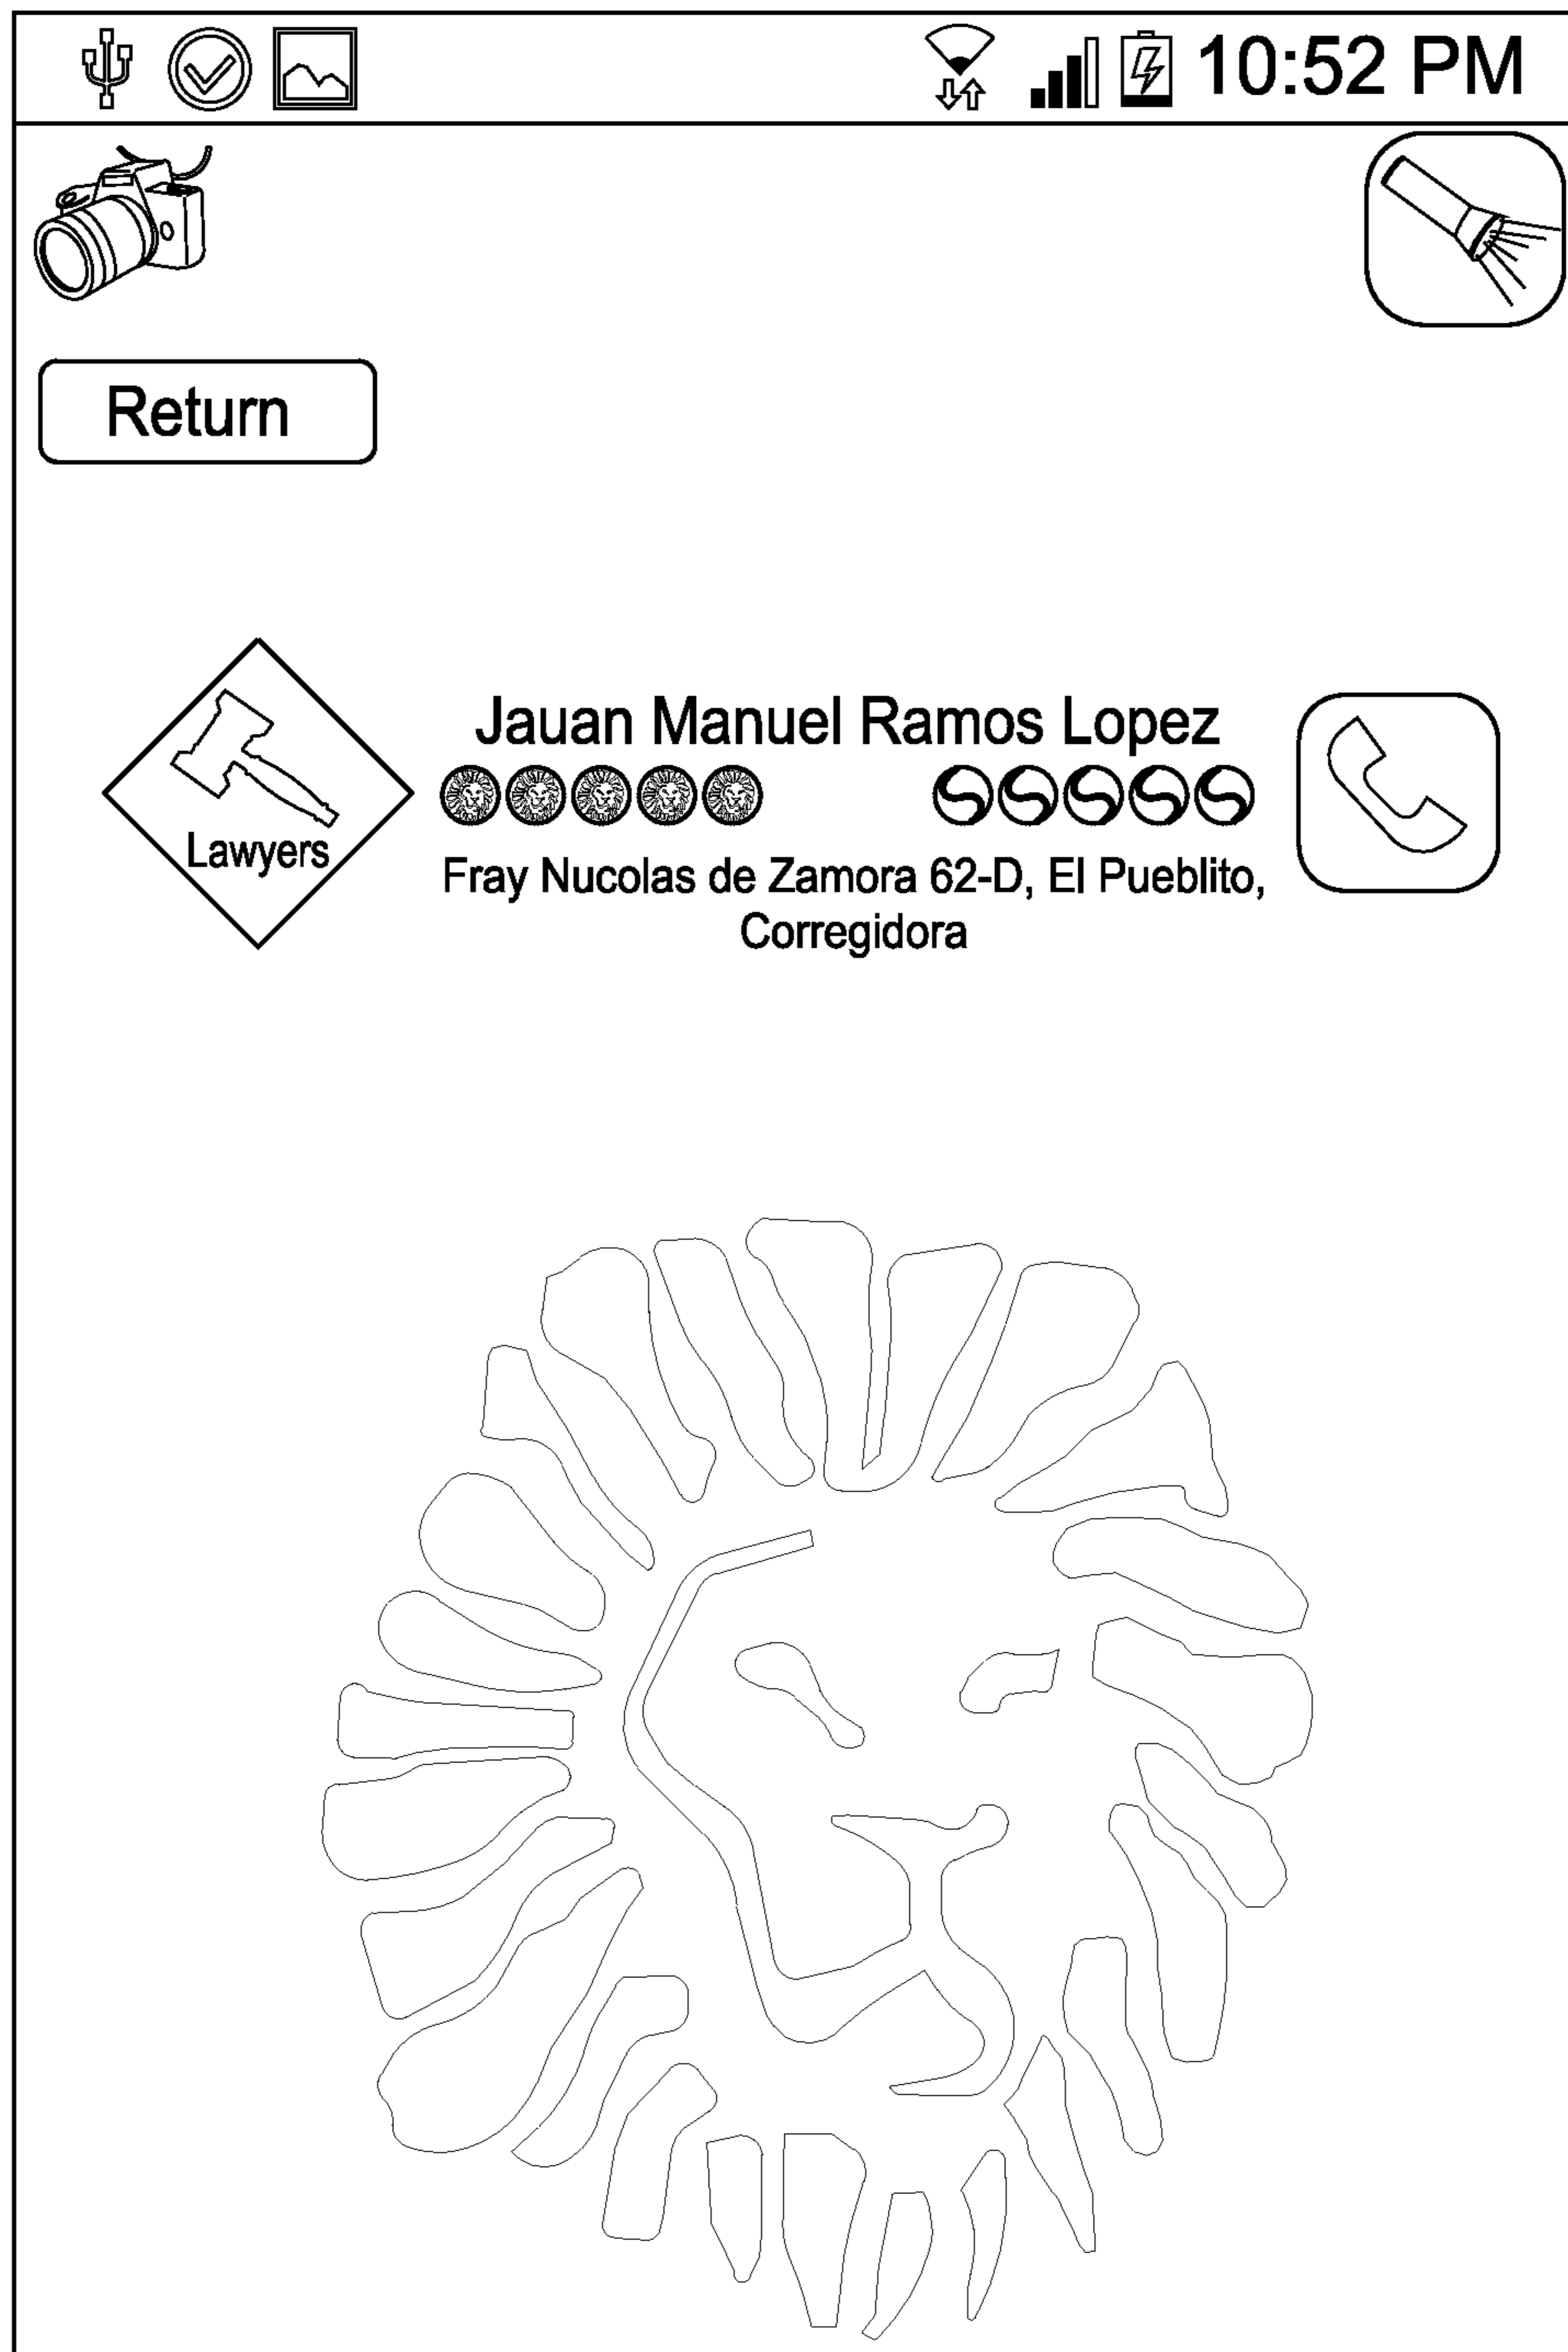 10:52 PM
Return
Jauan Manuel Ramos Lopez
Lawyers
Fray Nucolas de Zamora 62-D, El Pueblito,
Corregidora